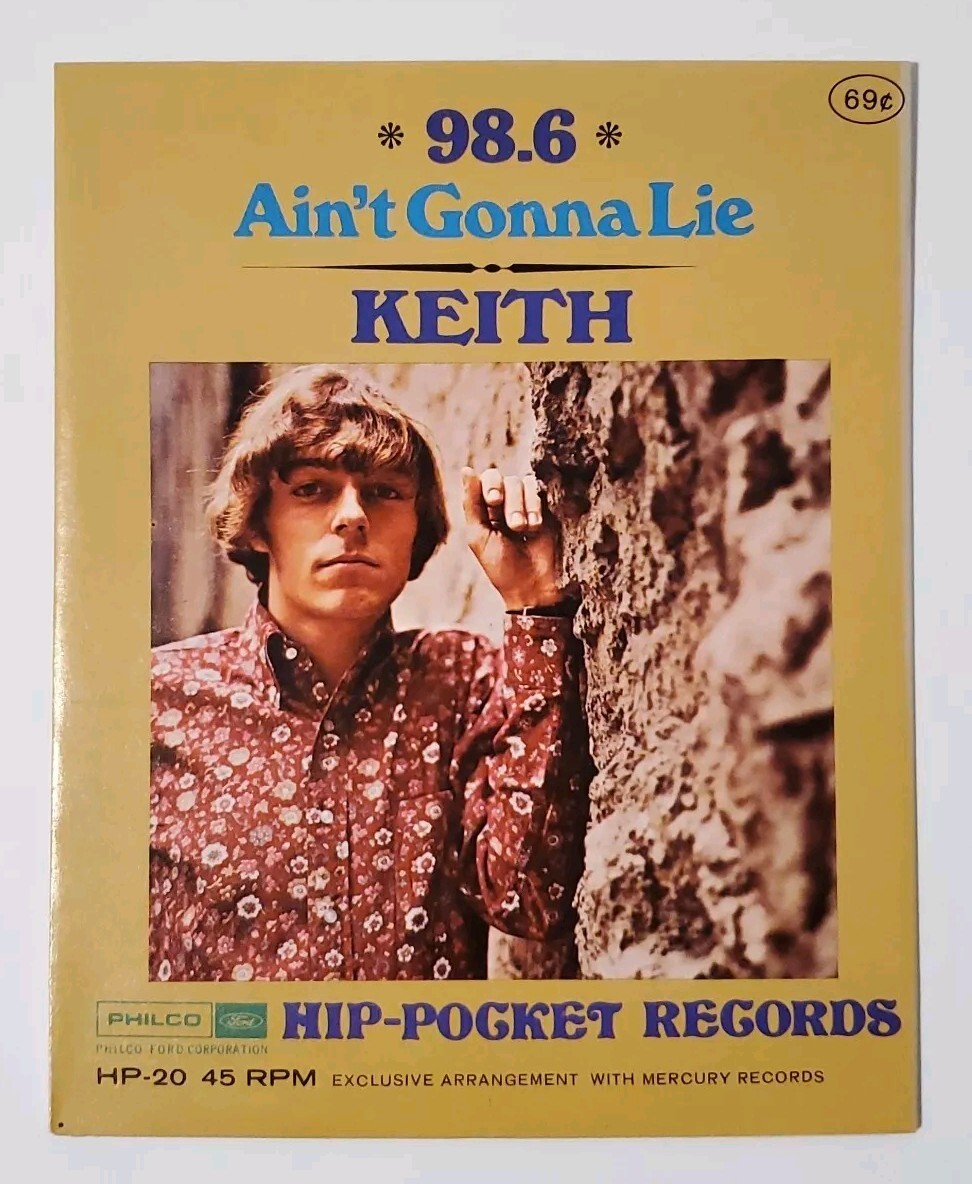 69¢
* 98.6 *
Ain't Gonna Lie
KEITH
PHILCO Ford HIP-POCKET RECORDS
PHILCO FORD CORPORATION
HP-20 45 RPM EXCLUSIVE ARRANGEMENT WITH MERCURY RECORDS